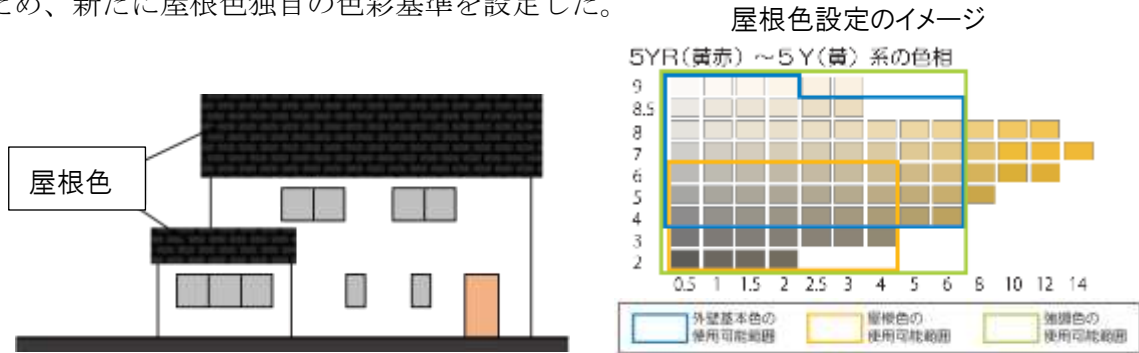 ため、新たに屋根色独自の色彩基準を設定した。
屋根色設定のイメージ
5YR(黄赤)~5Y(黄)系の色相
屋根色
9
8.5
8
7
6
5
4
3
2
0.5 1 1.5 2 2.5 3 4 5 6 8 10 12 14
外壁基本色の
使用可能範囲
屋根色の
使用可能範囲
強調色の
使用可能範囲